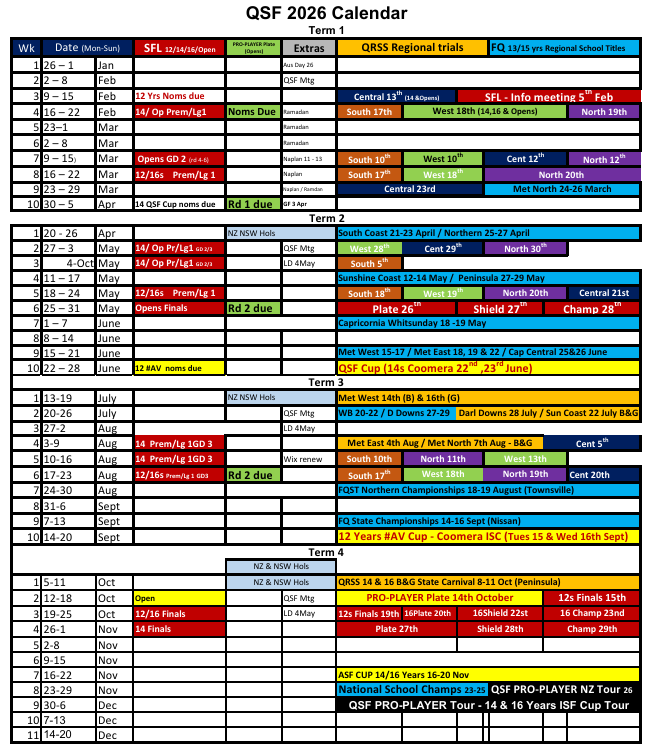 QSF 2026 Calendar
Term 1
Wk Date (Mon-Sun) SFL 12/14/16/Open PRO-PLAYER Plate (Opens) Extras QRSS Regional trials FQ 13/15 yrs Regional School Titles
1 26 – 1 Jan Aus Day 26
2 2 – 8 Feb QSF Mtg
3 9 – 15 Feb 12 Yrs Noms due Central 13th (14 &Opens) SFL - Info meeting 5th Feb
4 16 – 22 Feb 14/ Op Prem/Lg1 Noms Due Ramadan South 17th West 18th (14,16 & Opens) North 19th
5 23–1 Mar Ramadan
6 2 – 8 Mar Ramadan
7 9 – 15) Mar Opens GD 2 (rd 4-6) Naplan 11 - 13 South 10th West 10th Cent 12th North 12th
8 16 – 22 Mar 12/16s Prem/Lg 1 Naplan South 17th West 18th North 20th
9 23 – 29 Mar Naplan / Ramdan Central 23rd Met North 24-26 March
10 30 – 5 Apr 14 QSF Cup noms due Rd 1 due GF 3 Apr
Term 2
1 20 - 26 Apr NZ NSW Hols South Coast 21-23 April / Northern 25-27 April
2 27 – 3 May 14/ Op Pr/Lg1 GD 2/3 QSF Mtg West 28th Cent 29th North 30th
3 4-Oct May 14/ Op Pr/Lg1 GD 2/3 LD 4May South 5th
4 11 – 17 May Sunshine Coast 12-14 May / Peninsula 27-29 May
5 18 – 24 May 12/16s Prem/Lg 1 South 18th West 19th North 20th Central 21st
6 25 – 31 May Opens Finals Rd 2 due Plate 26th Shield 27th Champ 28th
7 1 – 7 June Capricornia Whitsunday 18 -19 May
8 8 – 14 June
9 15 – 21 June Met West 15-17 / Met East 18, 19 & 22 / Cap Central 25&26 June
10 22 – 28 June 12 #AV noms due QSF Cup (14s Coomera 22nd ,23rd June)
Term 3
1 13-19 July NZ NSW Hols Met West 14th (B) & 16th (G)
2 20-26 July QSF Mtg WB 20-22 / D Downs 27-29 Darl Downs 28 July / Sun Coast 22 July B&G
3 27-2 Aug LD 4May
4 3-9 Aug 14 Prem/Lg 1GD 3 Met East 4th Aug / Met North 7th Aug - B&G Cent 5th
5 10-16 Aug 14 Prem/Lg 1GD 3 Wix renew South 10th North 11th West 13th
6 17-23 Aug 12/16s Prem/Lg 1 GD3 Rd 2 due South 17th West 18th North 19th Cent 20th
7 24-30 Aug FQST Northern Championships 18-19 August (Townsville)
8 31-6 Sept
9 7-13 Sept FQ State Championships 14-16 Sept (Nissan)
10 14-20 Sept 12 Years #AV Cup - Coomera ISC (Tues 15 & Wed 16th Sept)
Term 4
NZ & NSW Hols
1 5-11 Oct NZ & NSW Hols QRSS 14 & 16 B&G State Carnival 8-11 Oct (Peninsula)
2 12-18 Oct Open QSF Mtg PRO-PLAYER Plate 14th October 12s Finals 15th
3 19-25 Oct 12/16 Finals LD 4May 12s Finals 19th 16Plate 20th 16Shield 22st 16 Champ 23nd
4 26-1 Nov 14 Finals Plate 27th Shield 28th Champ 29th
5 2-8 Nov
6 9-15 Nov
7 16-22 Nov ASF CUP 14/16 Years 16-20 Nov
8 23-29 Nov National School Champs 23-25 QSF PRO-PLAYER NZ Tour 26
9 30-6 Dec QSF PRO-PLAYER Tour - 14 & 16 Years ISF Cup Tour
10 7-13 Dec
11 14-20 Dec